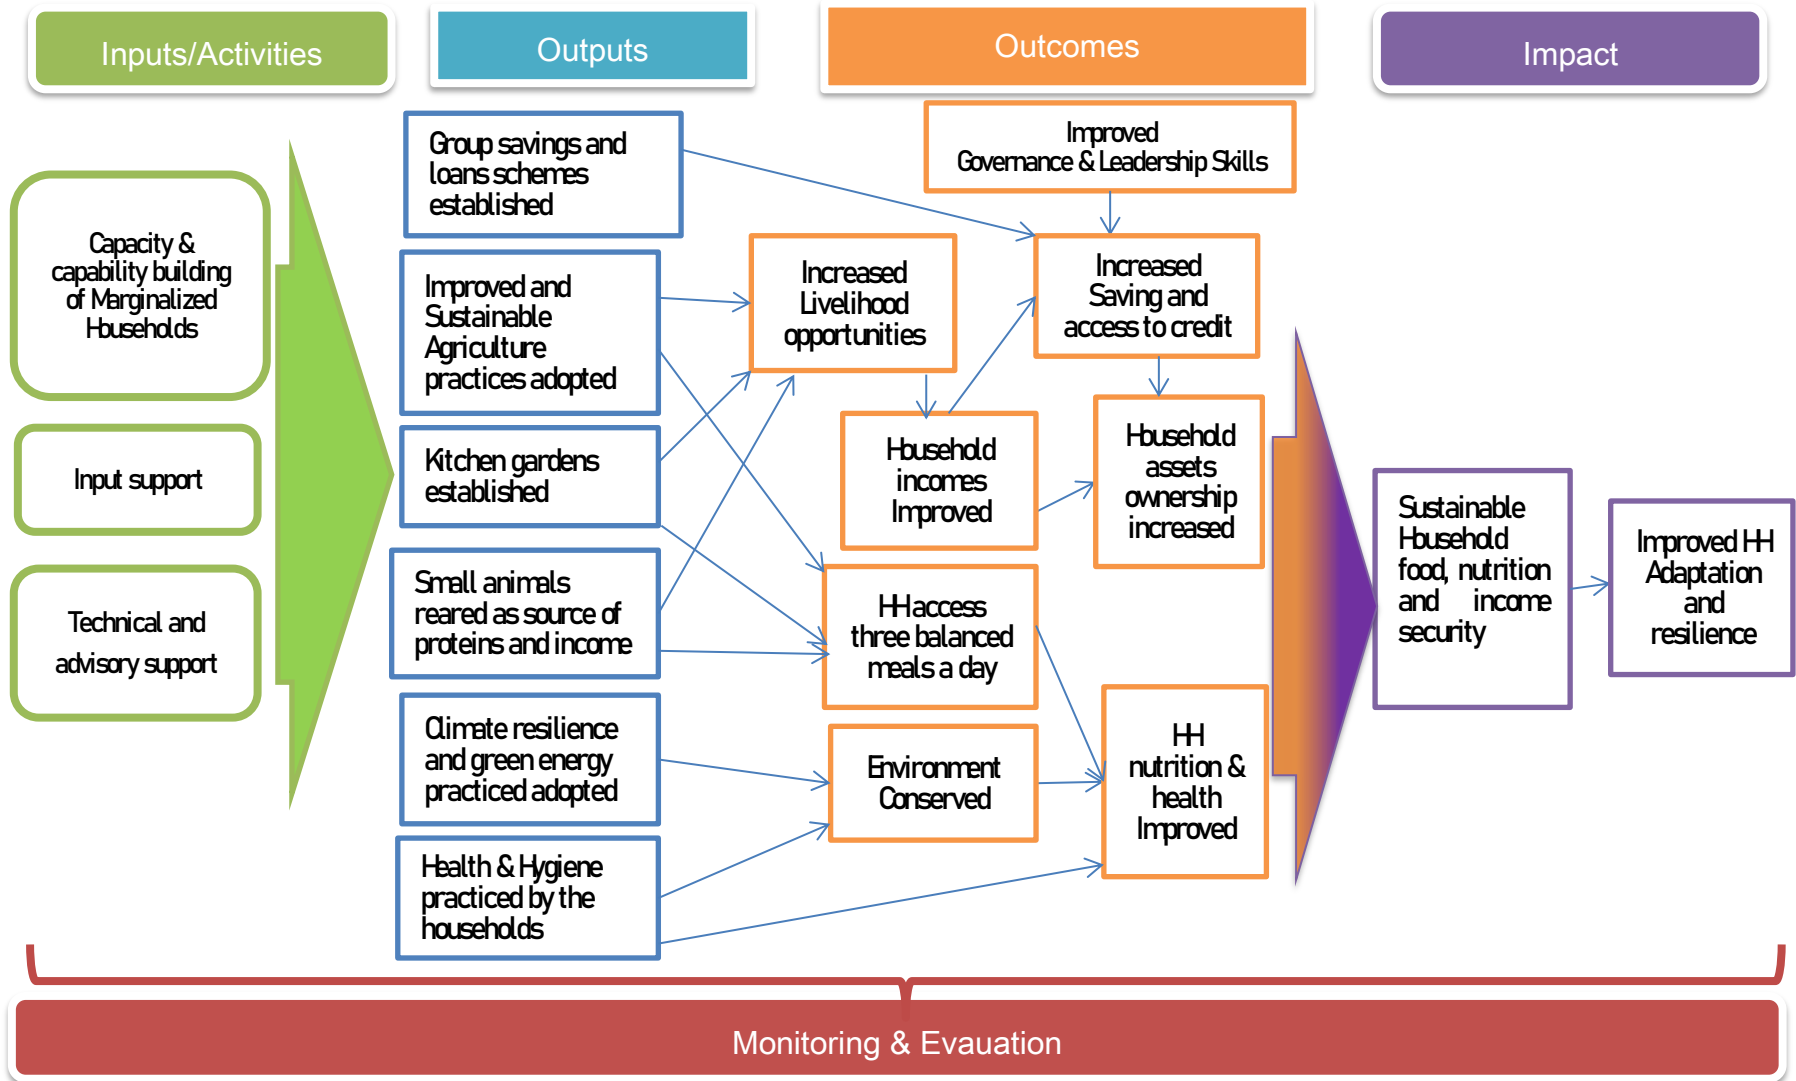 Inputs/Activities
Outputs
Outcomes
Impact
Capacity &
capability building
of Marginalized
Households
Input support
Technical and
advisory support
Group savings and
loans schemes
established
Improved and
Sustainable
Agriculture
practices adopted
Kitchen gardens
established
Small animals
reared as source of
proteins and income
Climate resilience
and green energy
practiced adopted
Health & Hygiene
practiced by the
households
Improved
Governance & Leadership Skills
Increased
Livelihood
opportunities
Increased
Saving and
access to credit
Household
incomes
Improved
Household
assets
ownership
increased
HH access
three balanced
meals a day
Environment
Conserved
HH
nutrition &
health
Improved
Sustainable
Household
food, nutrition
and income
security
Improved HH
Adaptation
and
resilience
Monitoring & Evauation